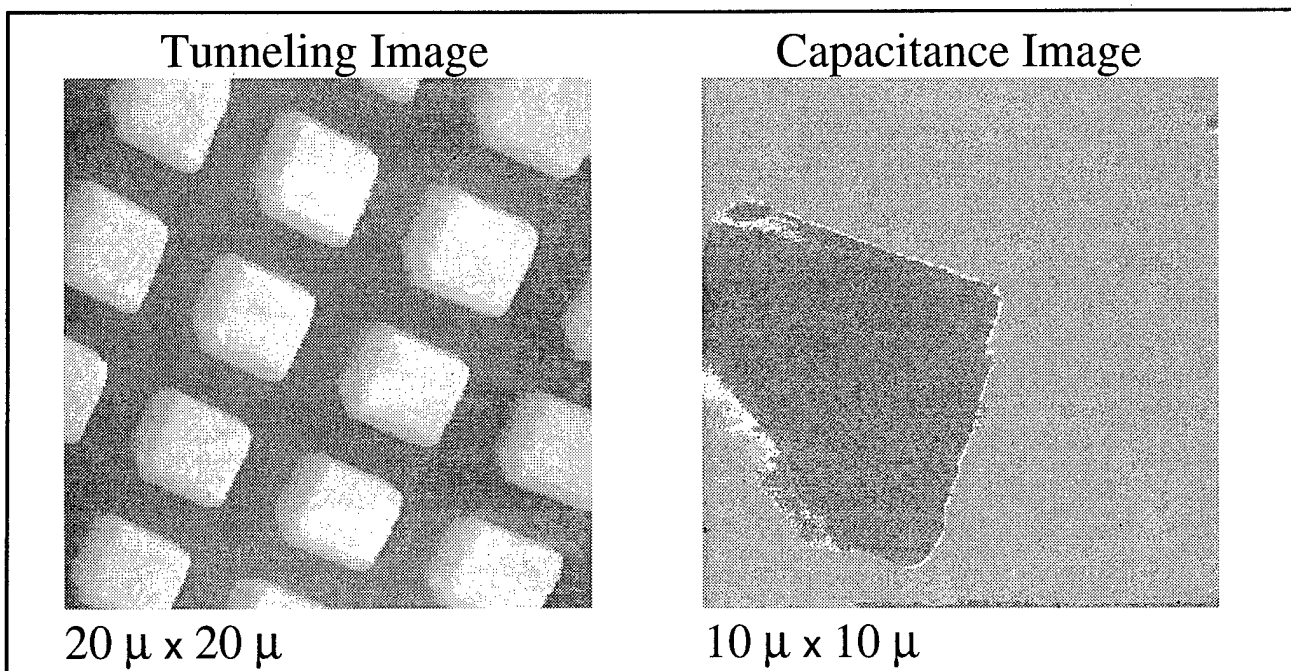 Tunneling Image
Capacitance Image
20 μ x 20 μ
10 μ x 10 μ